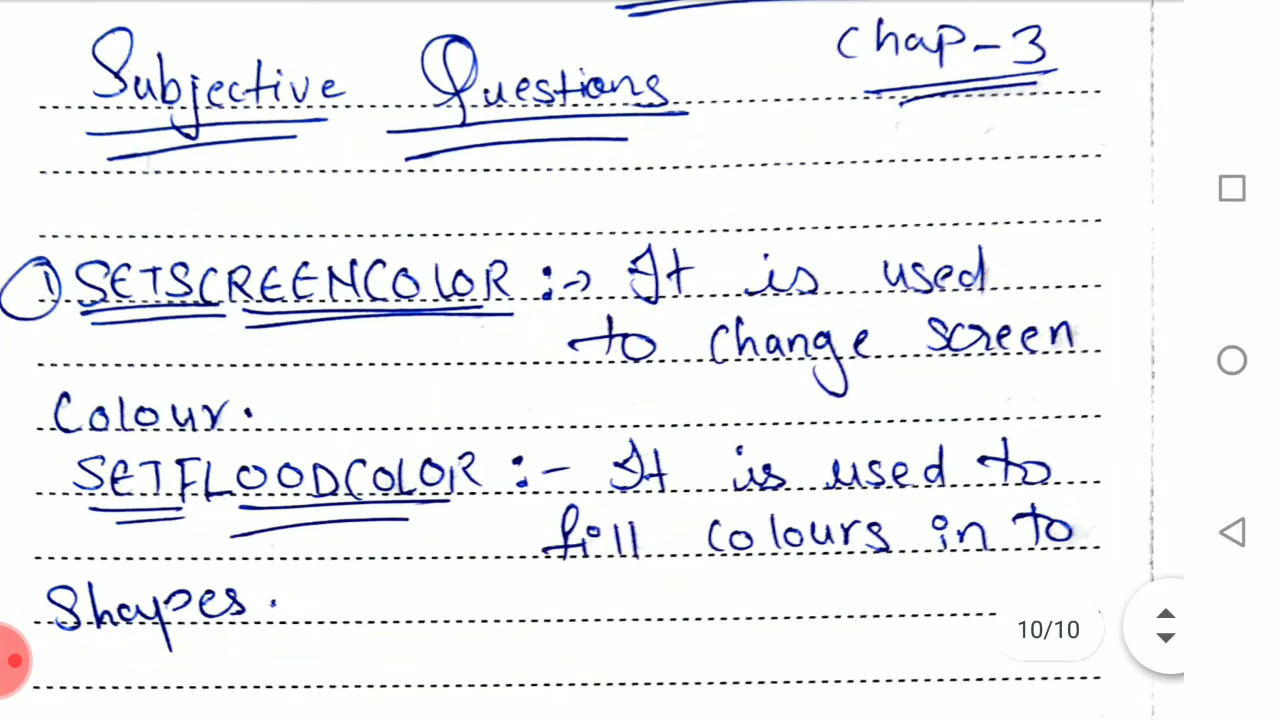 Chap-3
Subjective Questions
① SETSCREENCOLOR :→ It is used
to change screen
Colour.
SETFLOODCOLOR :- It is used to
fill colours in to
Shapes.
10/10